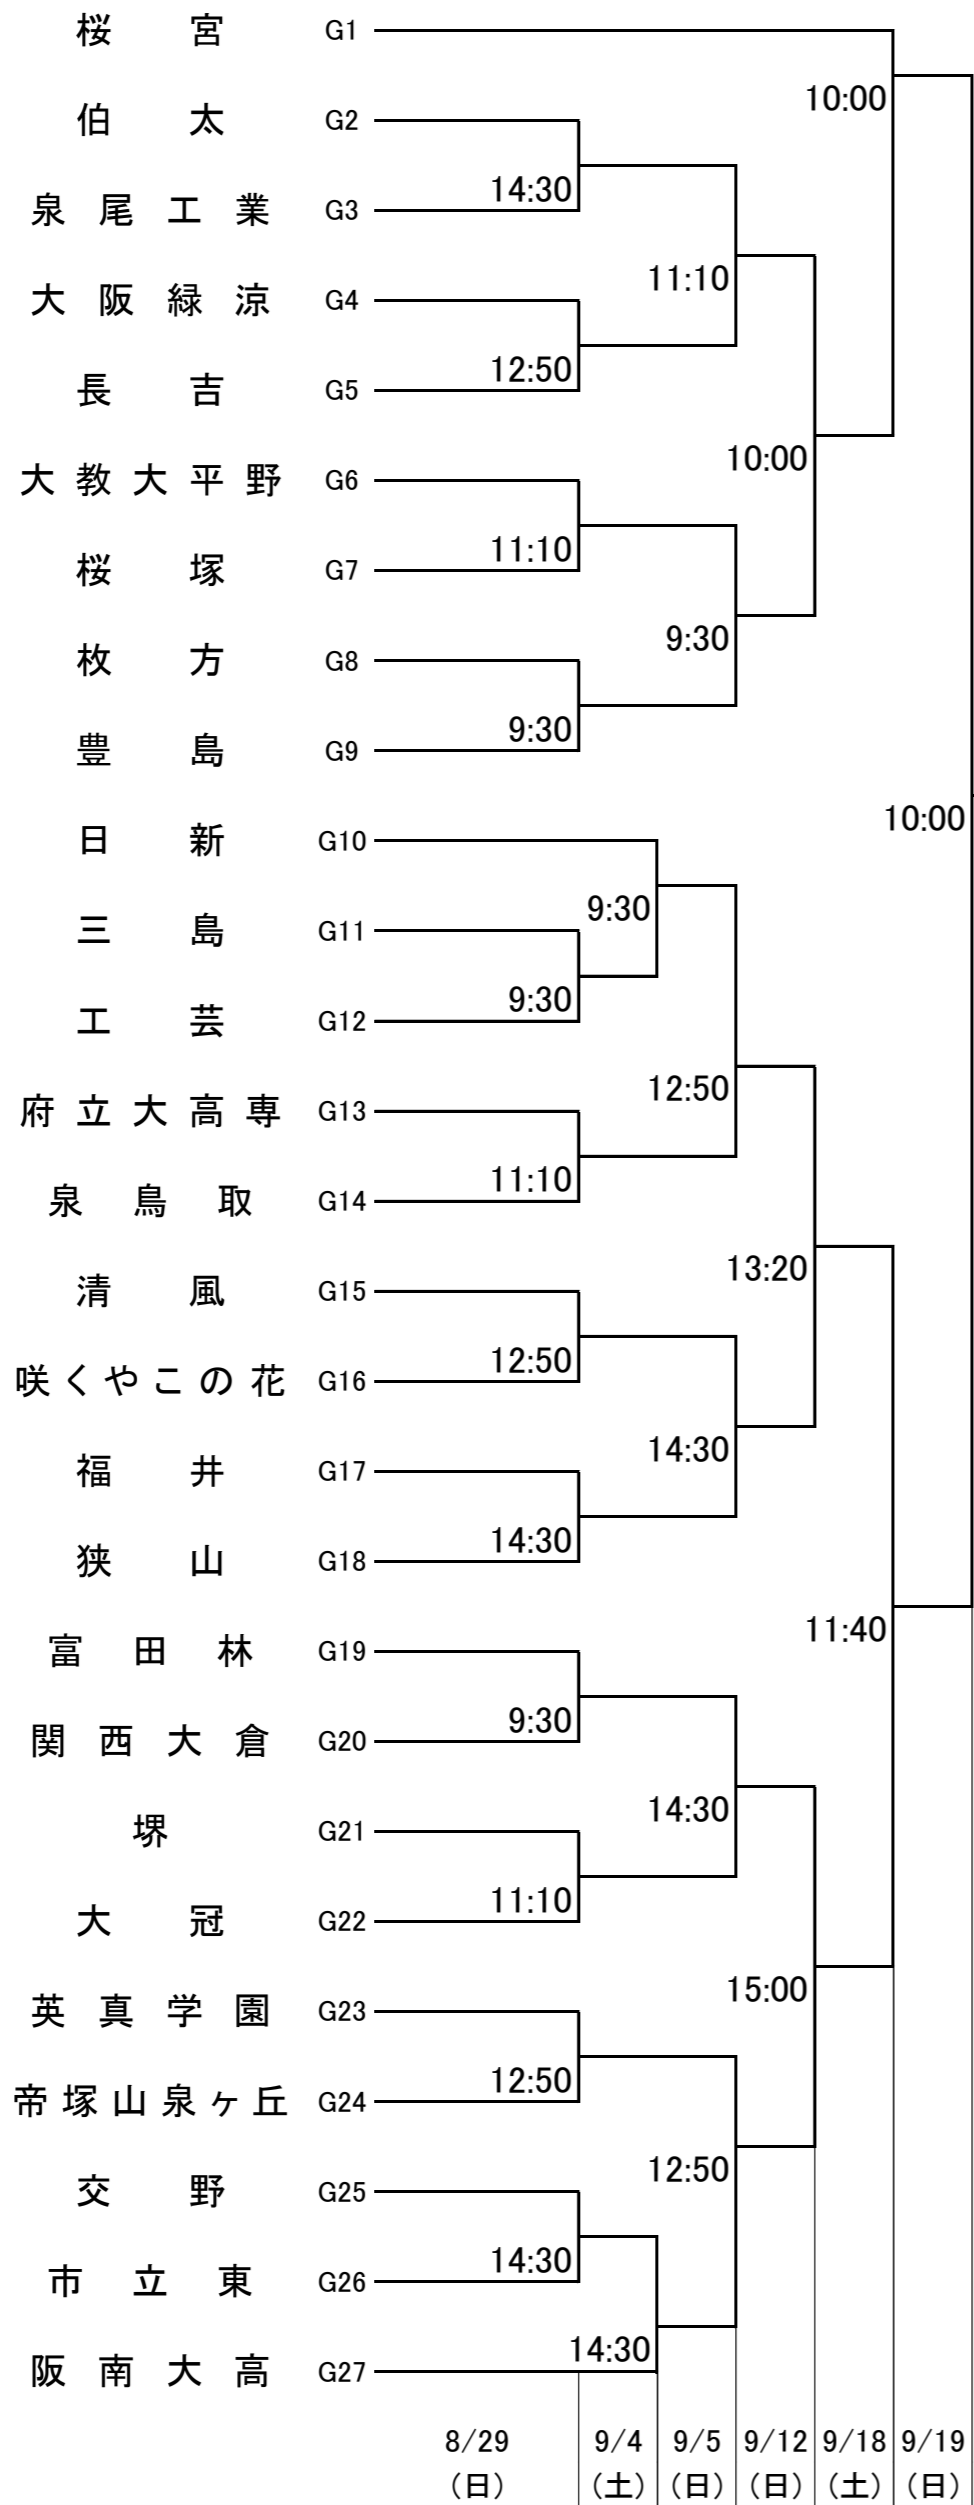 桜宮 G1
10:00
伯太 G2
14:30
泉尾工業 G3
11:10
大阪緑涼 G4
12:50
長吉 G5
10:00
大教大平野 G6
11:10
桜塚 G7
9:30
枚方 G8
9:30
豊島 G9
10:00
日新 G10
9:30
三島 G11
9:30
工芸 G12
12:50
府立大高専 G13
11:10
泉鳥取 G14
13:20
清風 G15
12:50
咲くやこの花 G16
14:30
福井 G17
14:30
狭山 G18
11:40
富田林 G19
9:30
関西大倉 G20
14:30
堺 G21
11:10
大冠 G22
15:00
英真学園 G23
12:50
帝塚山泉ヶ丘 G24
12:50
交野 G25
14:30
市立東 G26
14:30
阪南大高 G27
8/29 9/4 9/5 9/12 9/18 9/19
（日） （土） （日） （日） （土） （日）